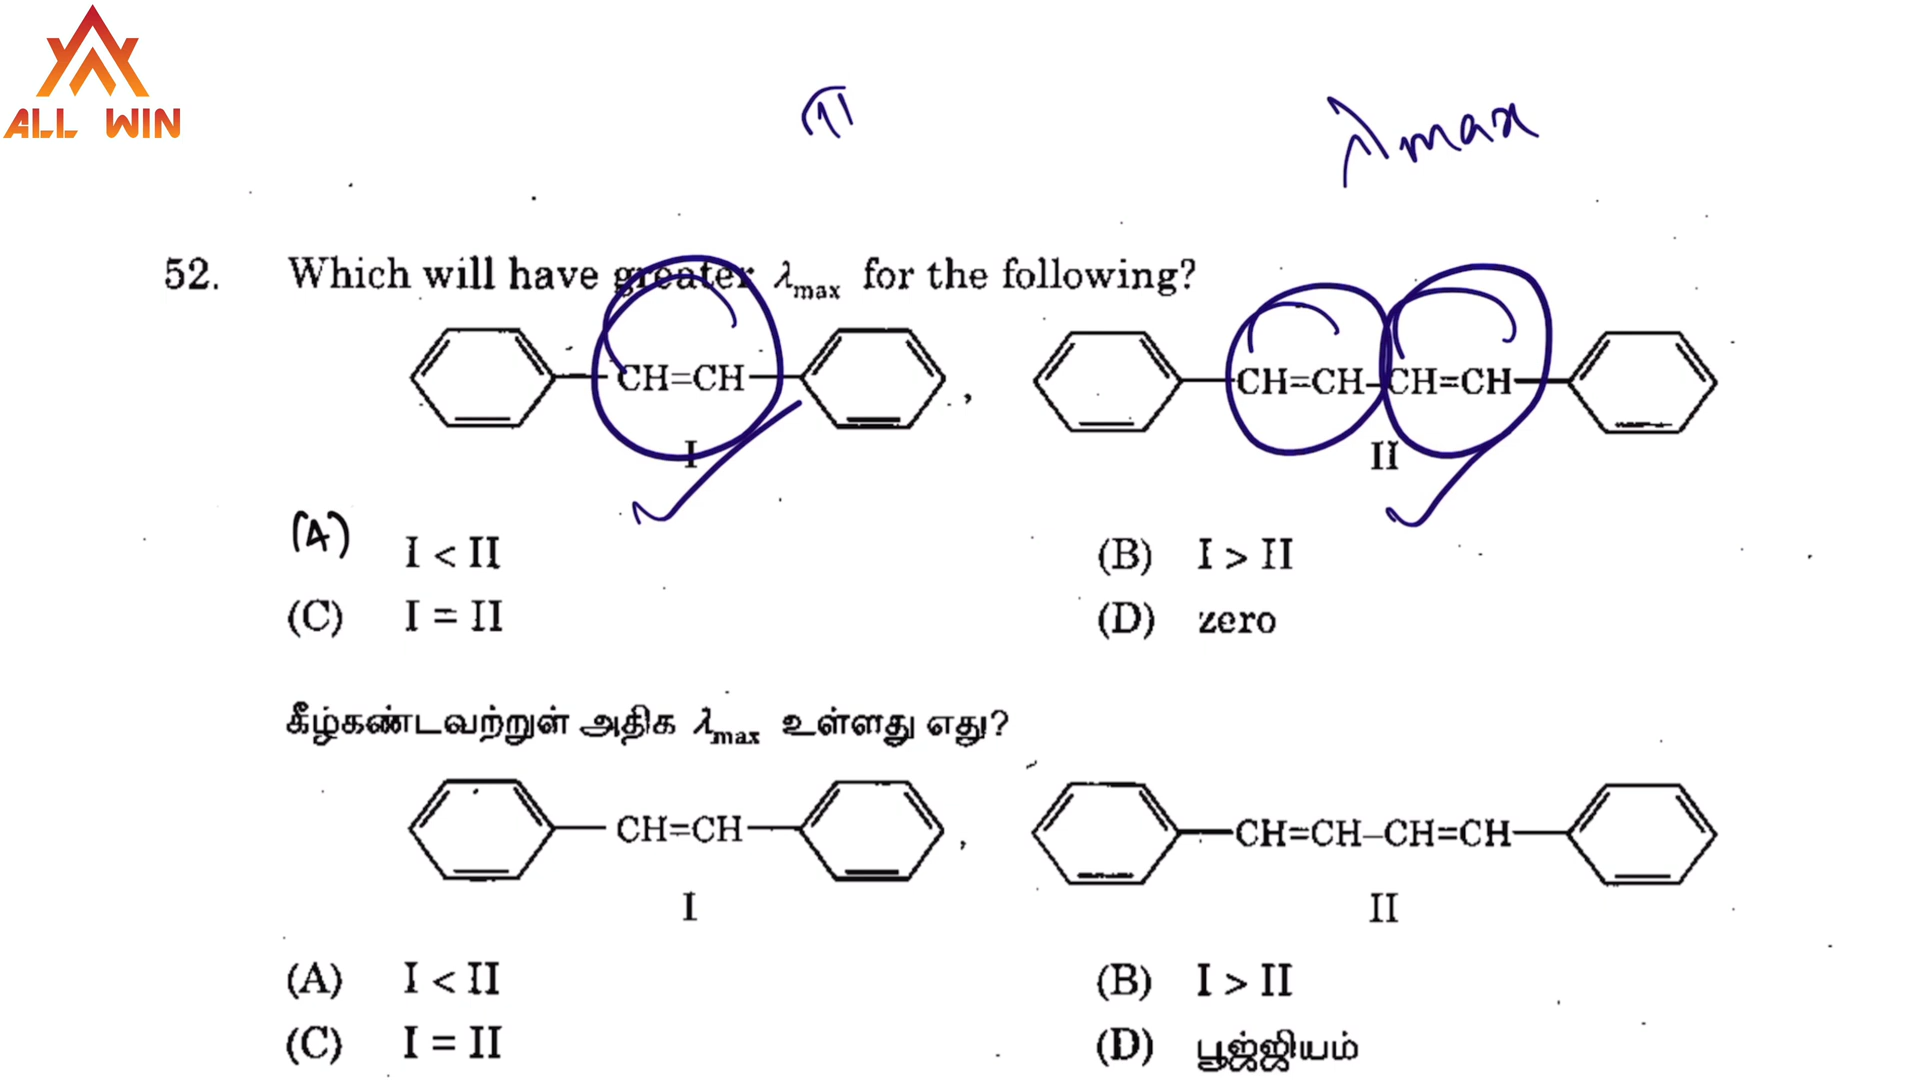 ALL WIN
π
λmax
52. Which will have greater λmax for the following?
CH=CH , CH=CH–CH=CH
I II
(A) I < II (B) I > II
(C) I = II (D) zero
கீழ்கண்டவற்றுள் அதிக λmax உள்ளது எது?
CH=CH , CH=CH–CH=CH
I II
(A) I < II (B) I > II
(C) I = II (D) பூஜ்ஜியம்